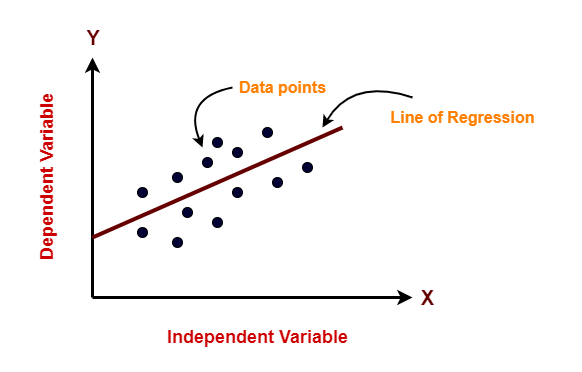 Y
Data points
Line of Regression
Dependent Variable
X
Independent Variable